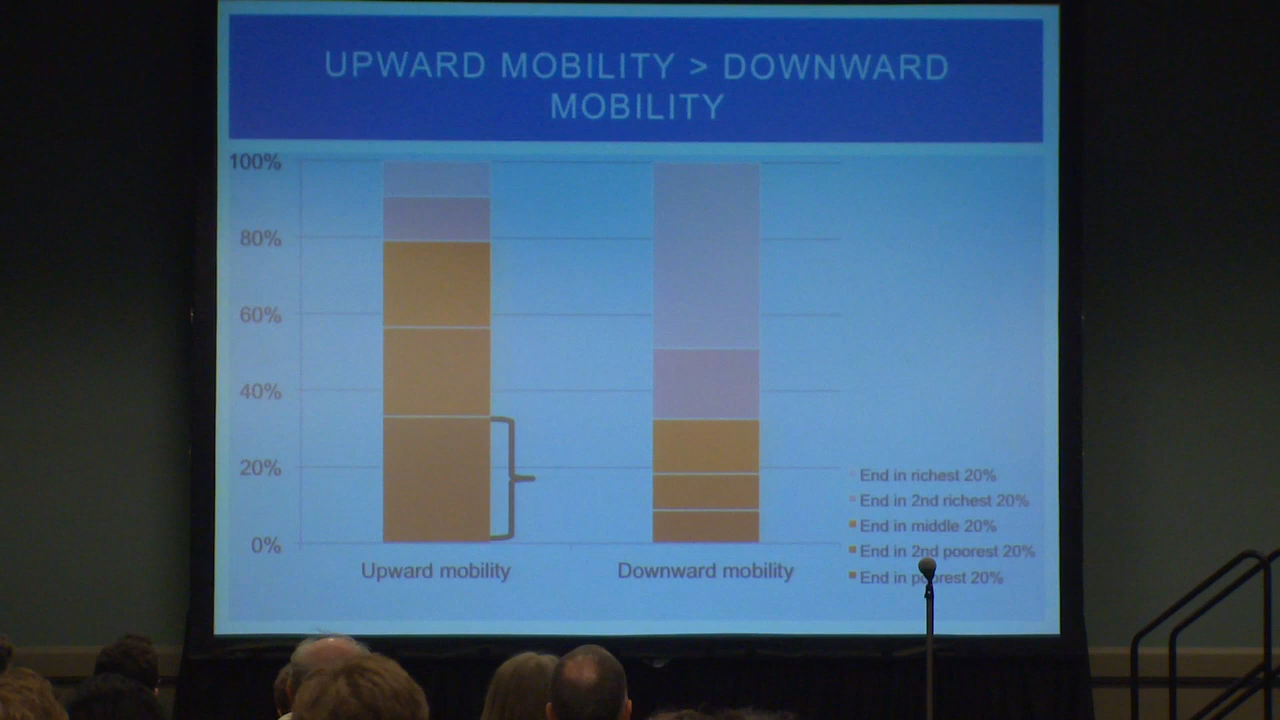 UPWARD MOBILITY > DOWNWARD
MOBILITY
100%
80%
60%
40%
20%
0%
Upward mobility
Downward mobility
End in richest 20%
End in 2nd richest 20%
End in middle 20%
End in 2nd poorest 20%
End in poorest 20%